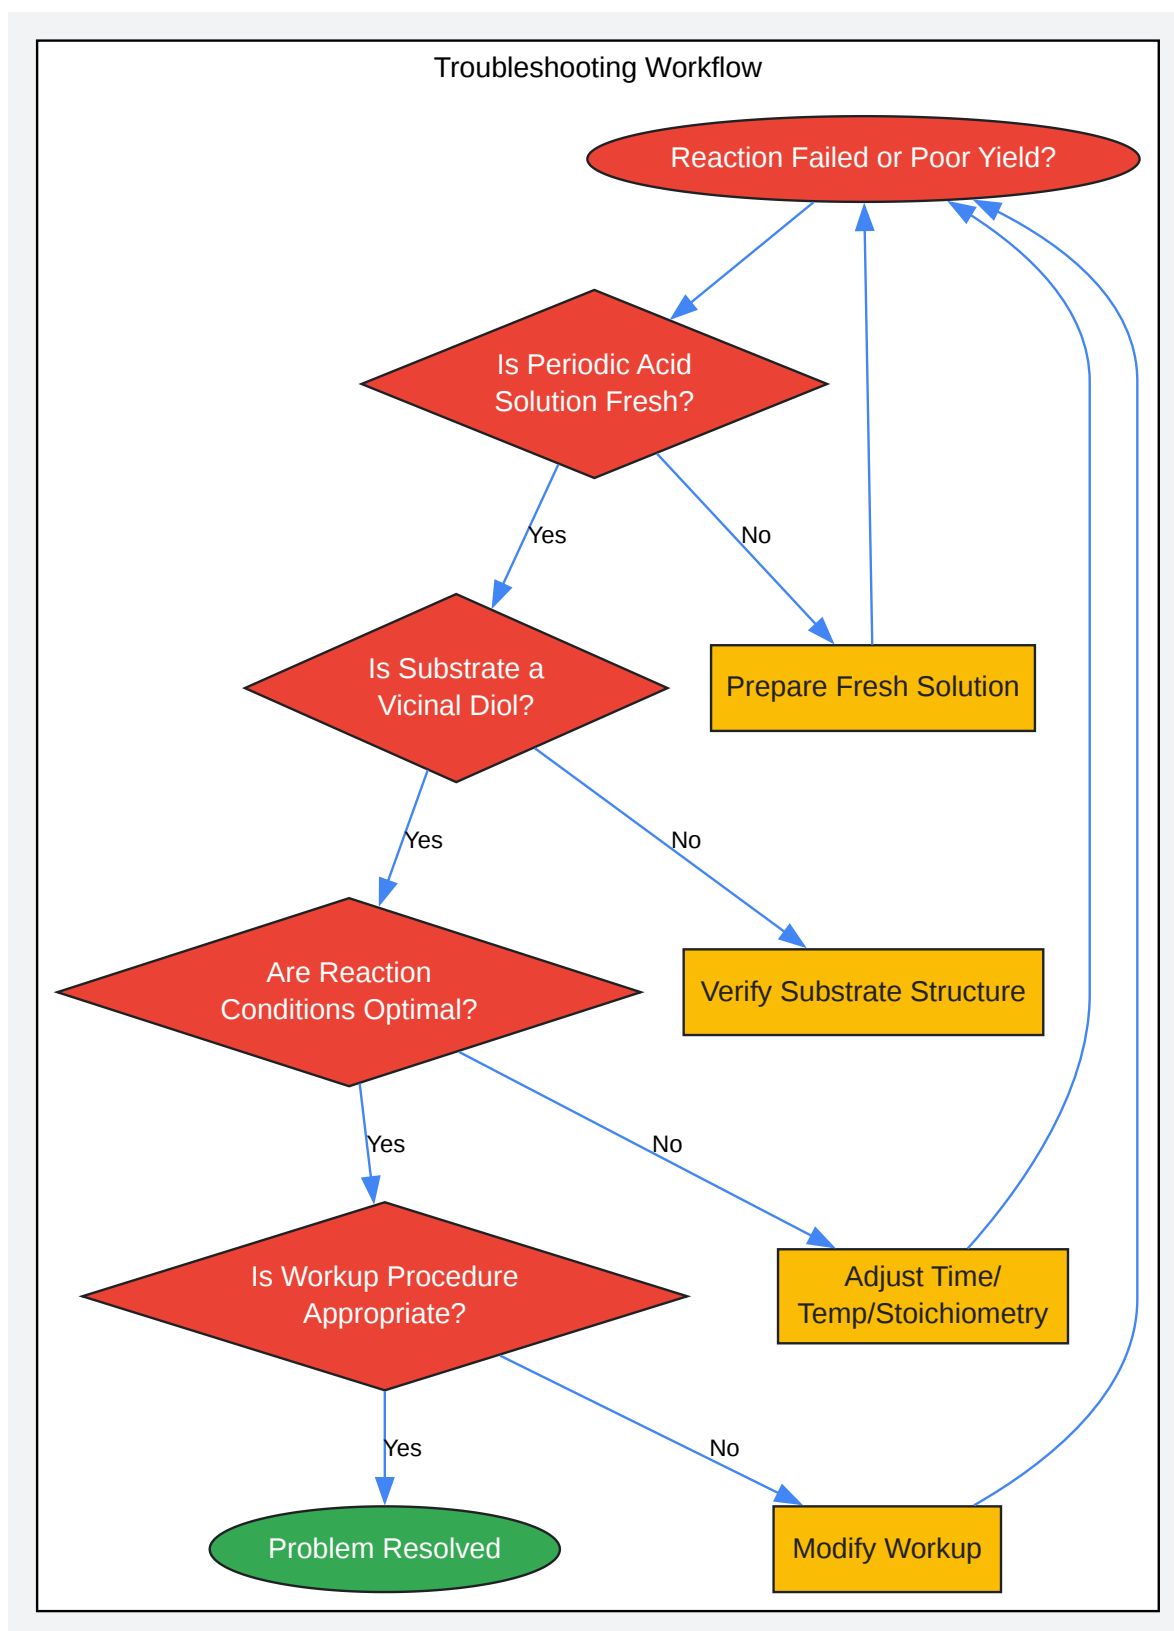 Troubleshooting Workflow
Reaction Failed or Poor Yield?
Is Periodic Acid
Solution Fresh?
Yes
No
Is Substrate a
Vicinal Diol?
Prepare Fresh Solution
Yes
No
Are Reaction
Conditions Optimal?
Verify Substrate Structure
Yes
No
Is Workup Procedure
Appropriate?
Adjust Time/
Temp/Stoichiometry
Yes
No
Problem Resolved
Modify Workup